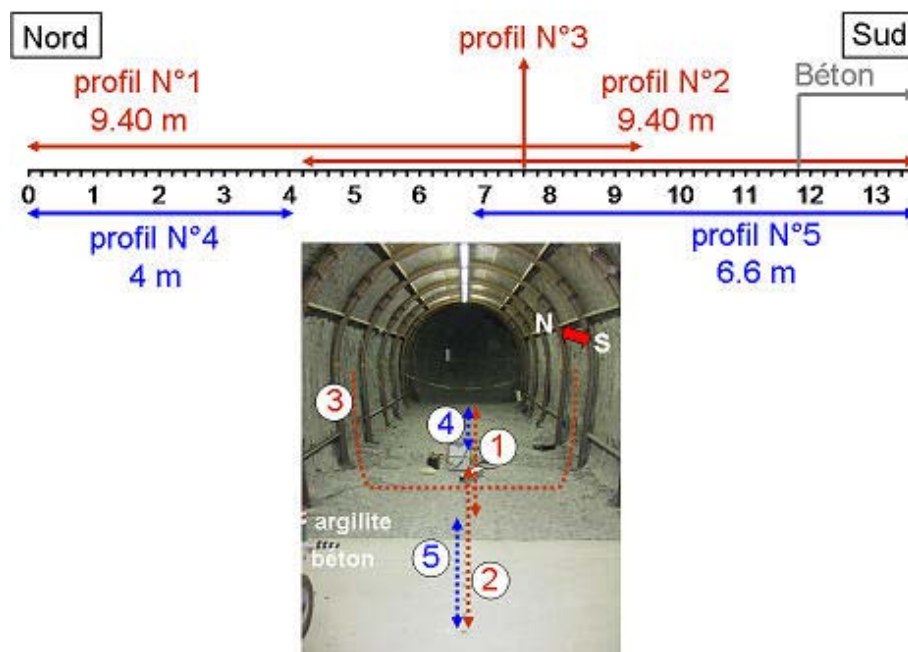 Nord
Sud
profil N°3
profil N°1
9.40 m
profil N°2
9.40 m
Béton
0 1 2 3 4 5 6 7 8 9 10 11 12 13
profil N°4
4 m
profil N°5
6.6 m
N
S
3
4
1
argilite
béton
5
2